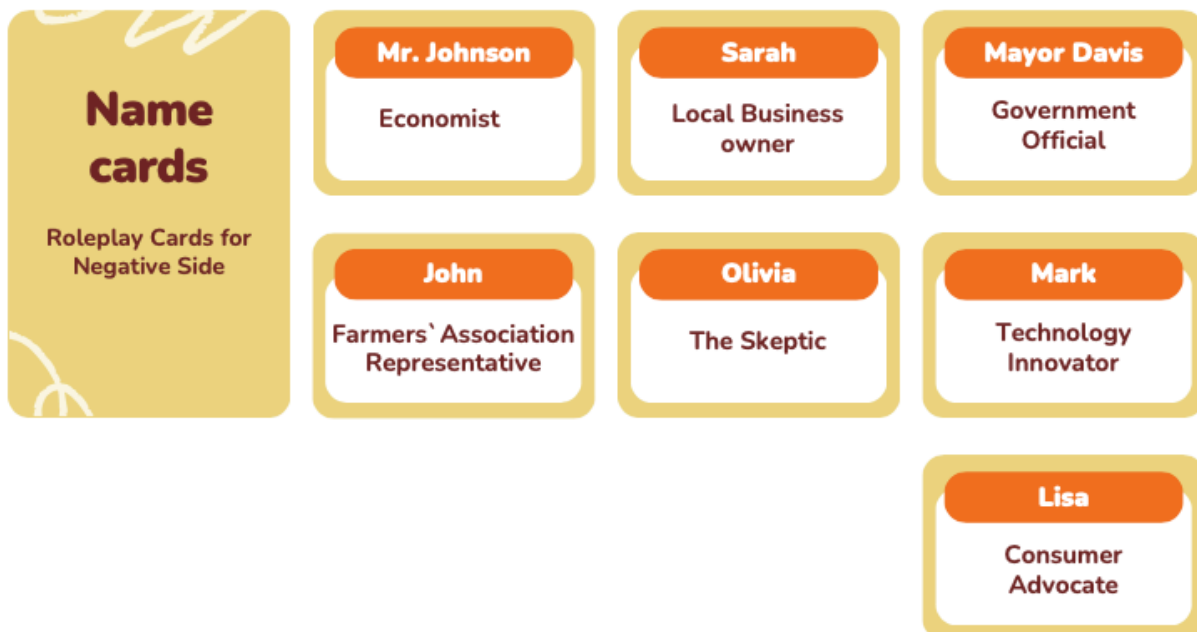 Name
cards
Roleplay Cards for
Negative Side
Mr. Johnson
Economist
Sarah
Local Business
owner
Mayor Davis
Government
Official
John
Farmers` Association
Representative
Olivia
The Skeptic
Mark
Technology
Innovator
Lisa
Consumer
Advocate